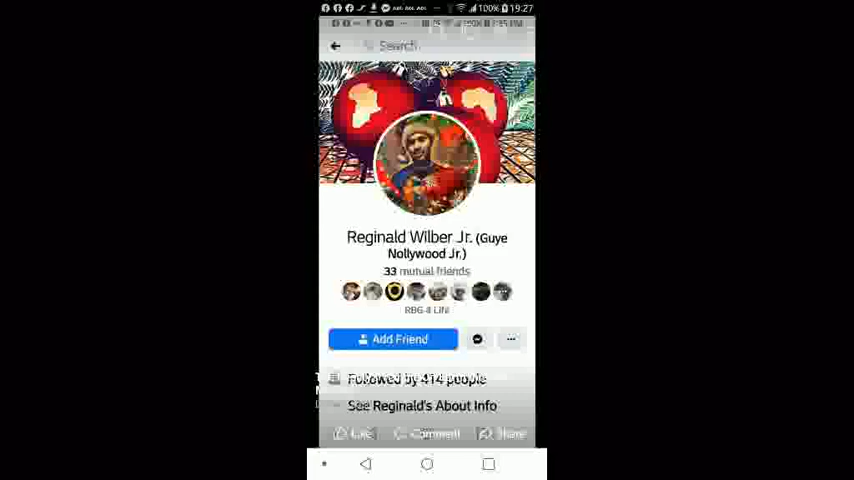 100% 19:27
Search
Reginald Wilber Jr. (Guye
Nollywood Jr.)
33 mutual friends
RBG 4 Life
Add Friend
Followed by 414 people
See Reginald's About Info
Like Comment Share